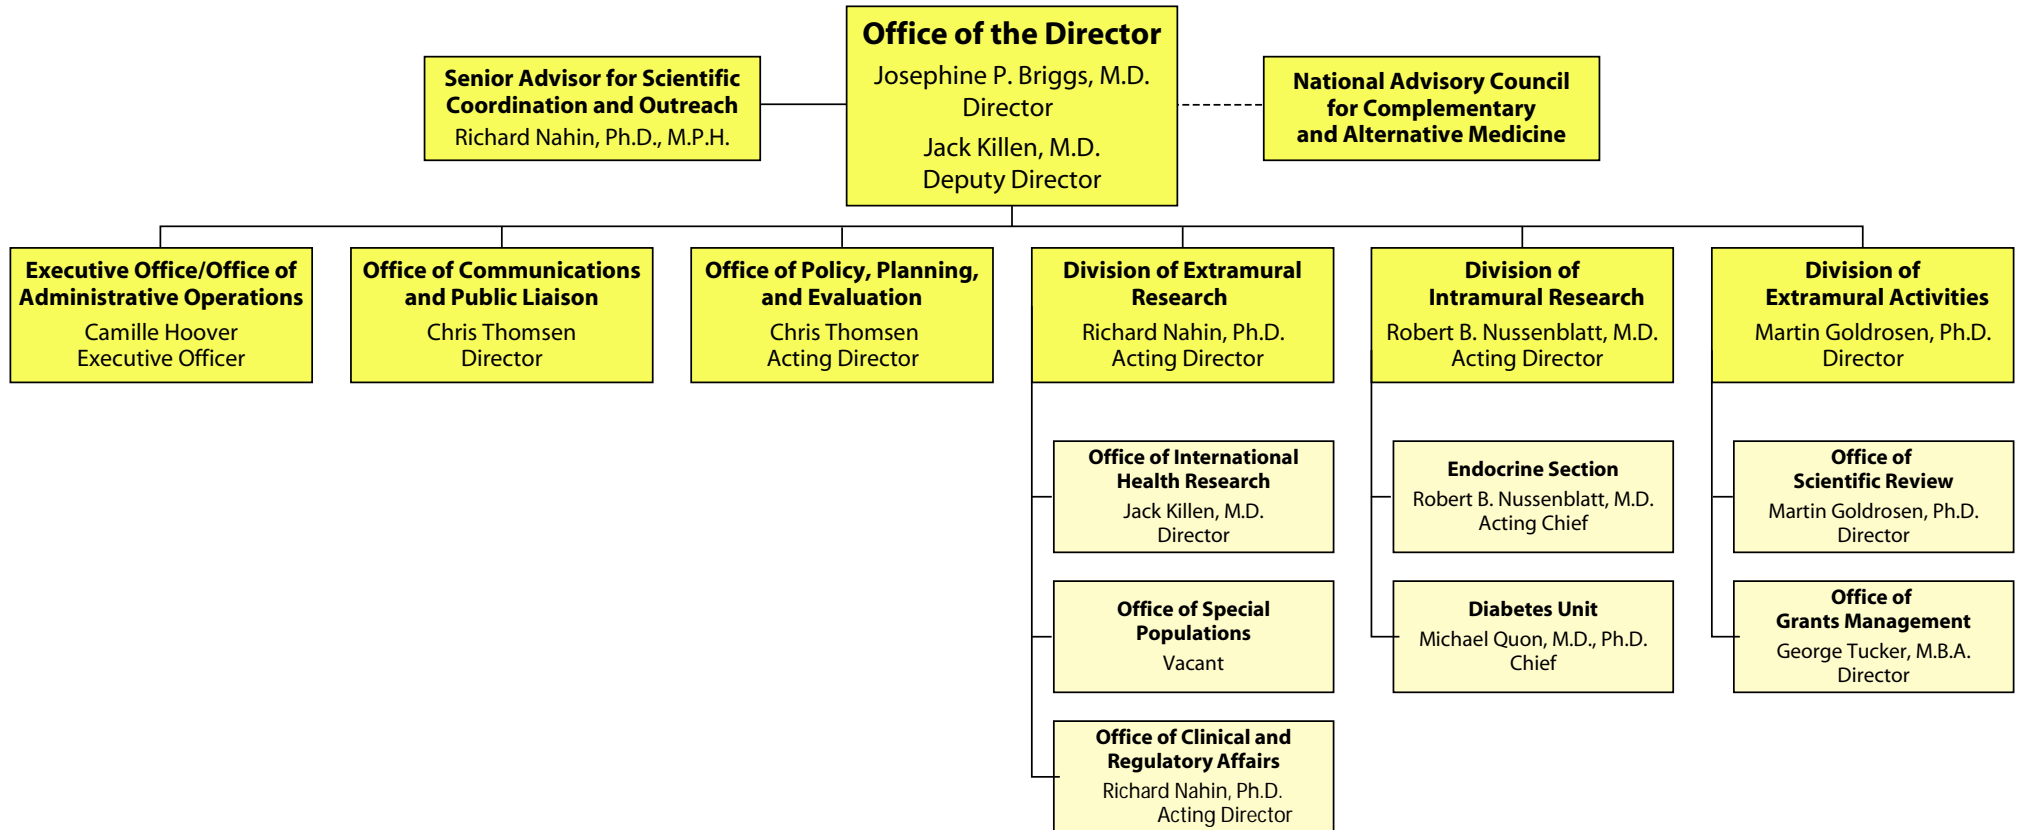 Office of the Director
Josephine P. Briggs, M.D.
Director
Jack Killen, M.D.
Deputy Director
Senior Advisor for Scientific
Coordination and Outreach
Richard Nahin, Ph.D., M.P.H.
National Advisory Council
for Complementary
and Alternative Medicine
Executive Office/Office of
Administrative Operations
Camille Hoover
Executive Officer
Office of Communications
and Public Liaison
Chris Thomsen
Director
Office of Policy, Planning,
and Evaluation
Chris Thomsen
Acting Director
Division of Extramural
Research
Richard Nahin, Ph.D.
Acting Director
Division of
Intramural Research
Robert B. Nussenblatt, M.D.
Acting Director
Division of
Extramural Activities
Martin Goldrosen, Ph.D.
Director
Office of International
Health Research
Jack Killen, M.D.
Director
Office of Special
Populations
Vacant
Office of Clinical and
Regulatory Affairs
Richard Nahin, Ph.D.
Acting Director
Endocrine Section
Robert B. Nussenblatt, M.D.
Acting Chief
Diabetes Unit
Michael Quon, M.D., Ph.D.
Chief
Office of
Scientific Review
Martin Goldrosen, Ph.D.
Director
Office of
Grants Management
George Tucker, M.B.A.
Director